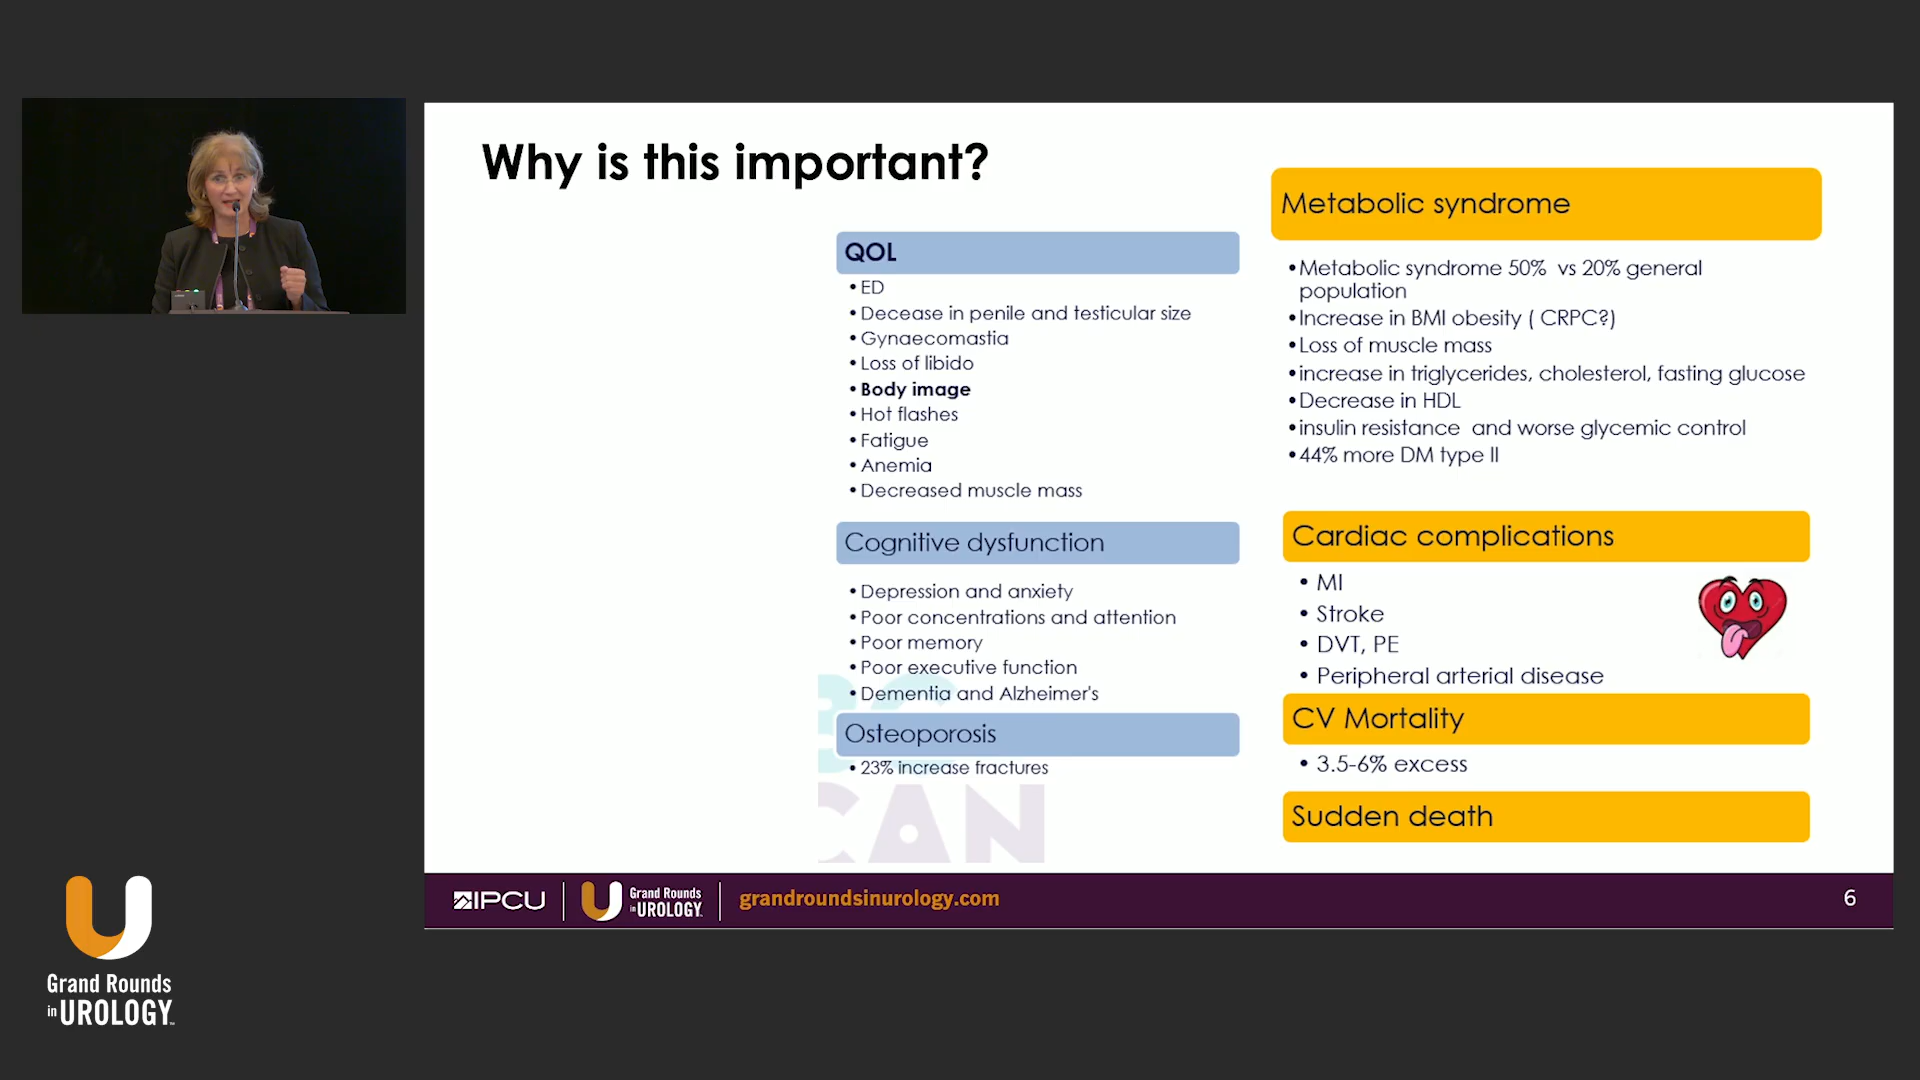 Why is this important?
QOL
• ED
• Decease in penile and testicular size
• Gynaecomastia
• Loss of libido
• Body image
• Hot flashes
• Fatigue
• Anemia
• Decreased muscle mass
Cognitive dysfunction
• Depression and anxiety
• Poor concentrations and attention
• Poor memory
• Poor executive function
• Dementia and Alzheimer's
Osteoporosis
• 23% increase fractures
CAN
Metabolic syndrome
• Metabolic syndrome 50% vs 20% general
population
• Increase in BMI obesity ( CRPC?)
• Loss of muscle mass
• increase in triglycerides, cholesterol, fasting glucose
• Decrease in HDL
• insulin resistance and worse glycemic control
• 44% more DM type II
Cardiac complications
• MI
• Stroke
• DVT, PE
• Peripheral arterial disease
CV Mortality
• 3.5-6% excess
Sudden death
IPCU
Grand Rounds
in UROLOGY
grandroundsinurology.com
6
Grand Rounds
in UROLOGY